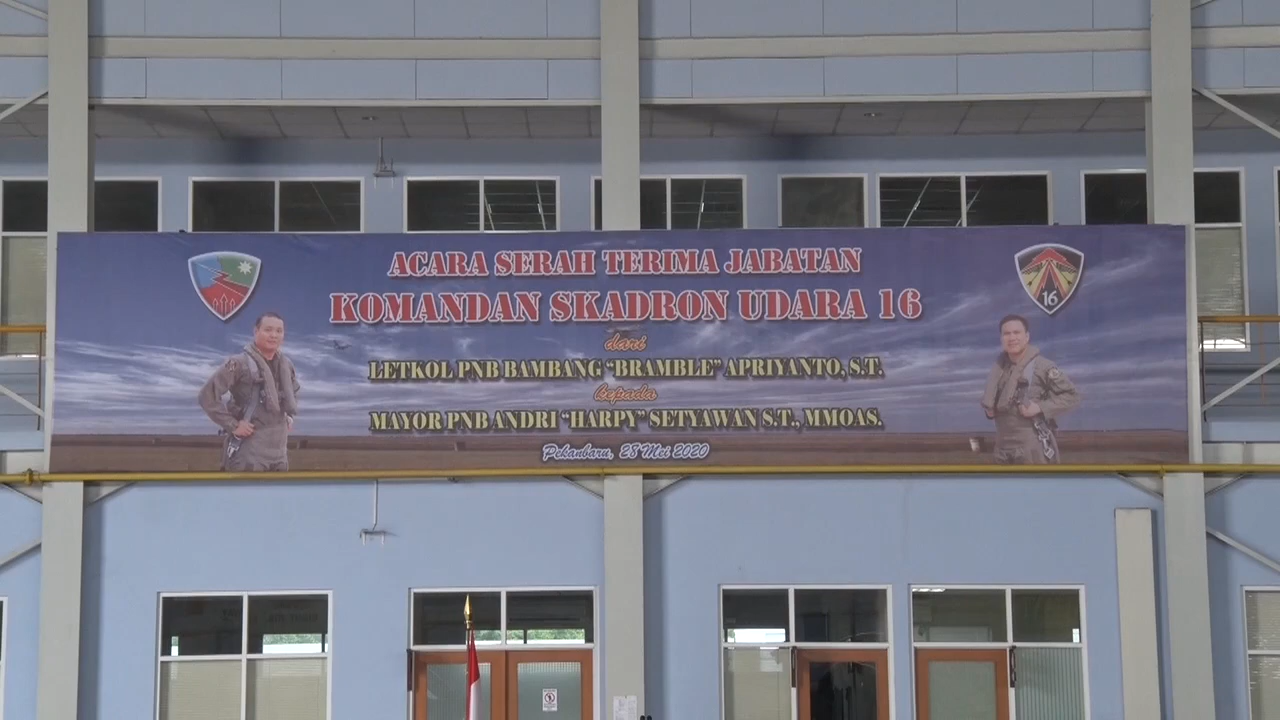 ACARA SERAH TERIMA JABATAN
KOMANDAN SKADRON UDARA 16
dari
LETKOL PNB BAMBANG “BRAMBLE” APRIYANTO, S.T.
kepada
MAYOR PNB ANDRI “HARPY” SETYAWAN S.T., MMOAS.
Pekanbaru, 28 Mei 2020
16